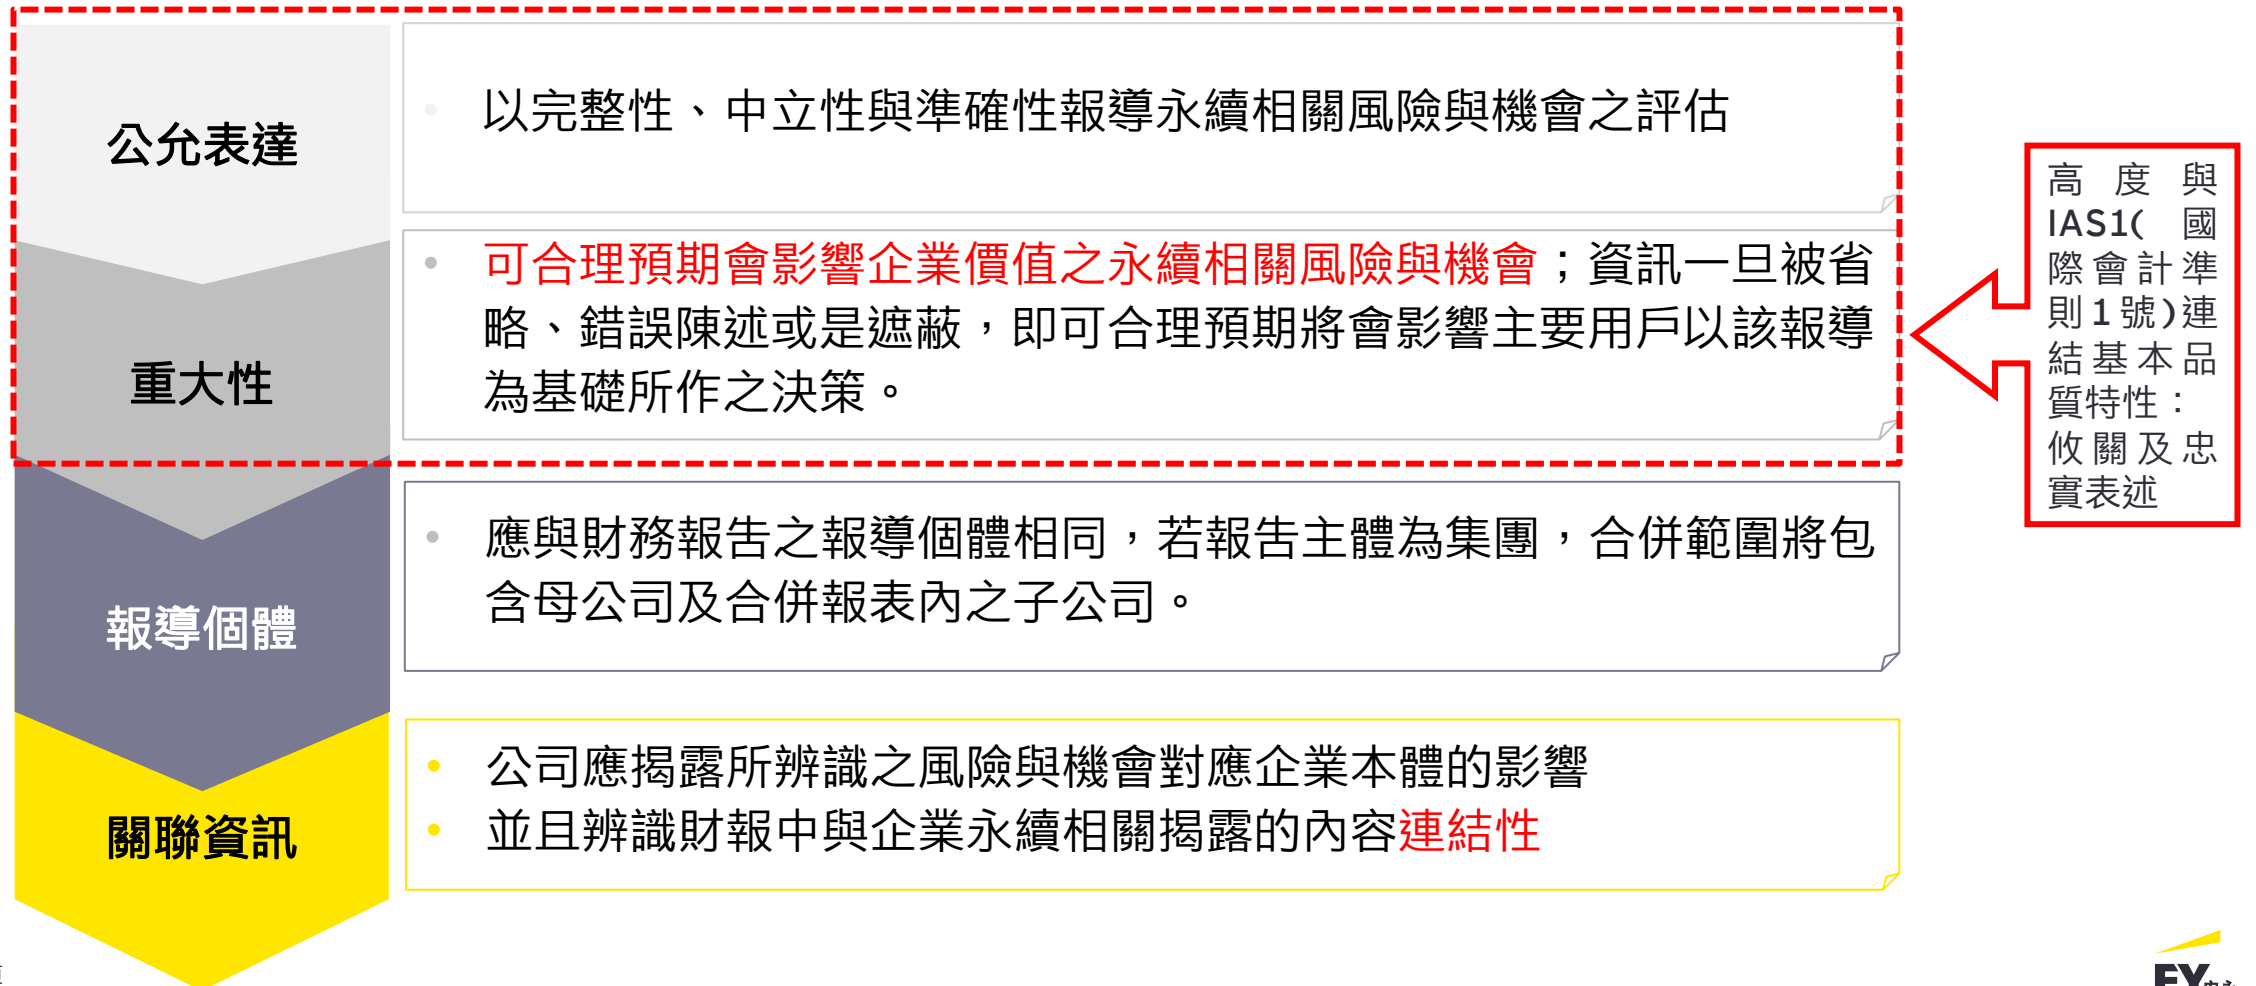 公允表達
以完整性、中立性與準確性報導永續相關風險與機會之評估
重大性
可合理預期會影響企業價值之永續相關風險與機會；資訊一旦被省
略、錯誤陳述或是遮蔽，即可合理預期將會影響主要用戶以該報導
為基礎所作之決策。
報導個體
應與財務報告之報導個體相同，若報告主體為集團，合併範圍將包
含母公司及合併報表內之子公司。
關聯資訊
公司應揭露所辨識之風險與機會對應企業本體的影響
並且辨識財報中與企業永續相關揭露的內容連結性
高度與
IAS1(國
際會計準
則1號)連
結基本品
質特性：
攸關及忠
實表述
EY